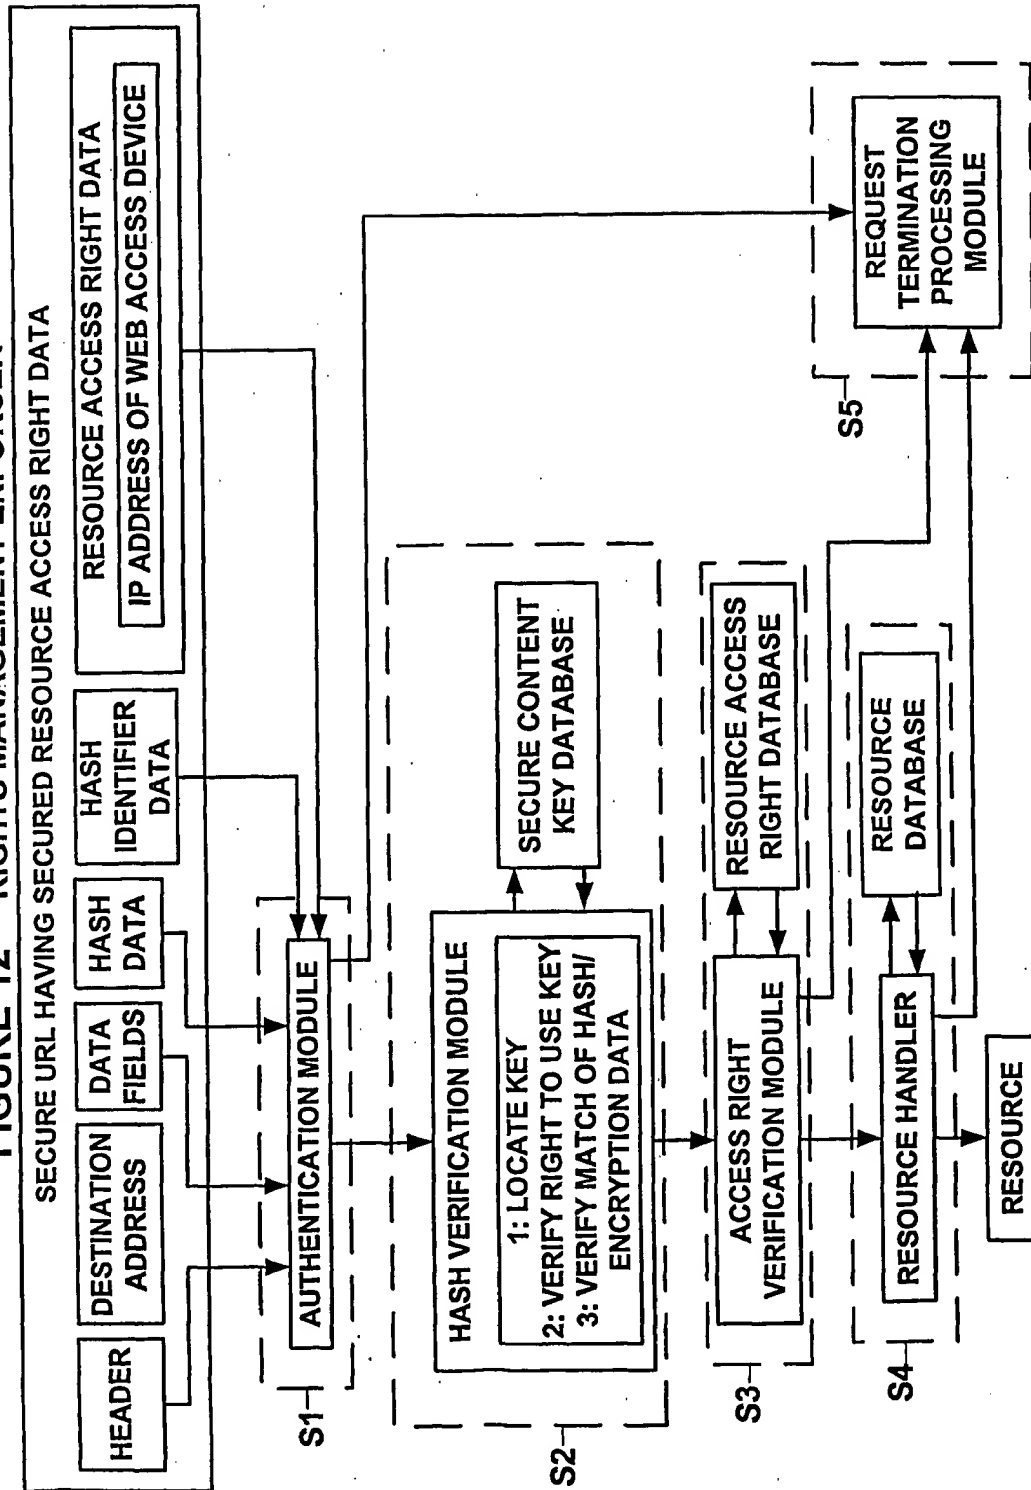 FIGURE 12 RIGHTS MANAGEMENT ENFORCER
SECURE URL HAVING SECURED RESOURCE ACCESS RIGHT DATA
HEADER
DESTINATION
ADDRESS
DATA
FIELDS
HASH
DATA
HASH
IDENTIFIER
DATA
RESOURCE ACCESS RIGHT DATA
IP ADDRESS OF WEB ACCESS DEVICE
S1
AUTHENTICATION MODULE
S2
HASH VERIFICATION MODULE
1: LOCATE KEY
2: VERIFY RIGHT TO USE KEY
3: VERIFY MATCH OF HASH/
ENCRYPTION DATA
SECURE CONTENT
KEY DATABASE
S3
ACCESS RIGHT
VERIFICATION MODULE
RESOURCE ACCESS
RIGHT DATABASE
S4
RESOURCE HANDLER
RESOURCE
DATABASE
RESOURCE
S5
REQUEST
TERMINATION
PROCESSING
MODULE